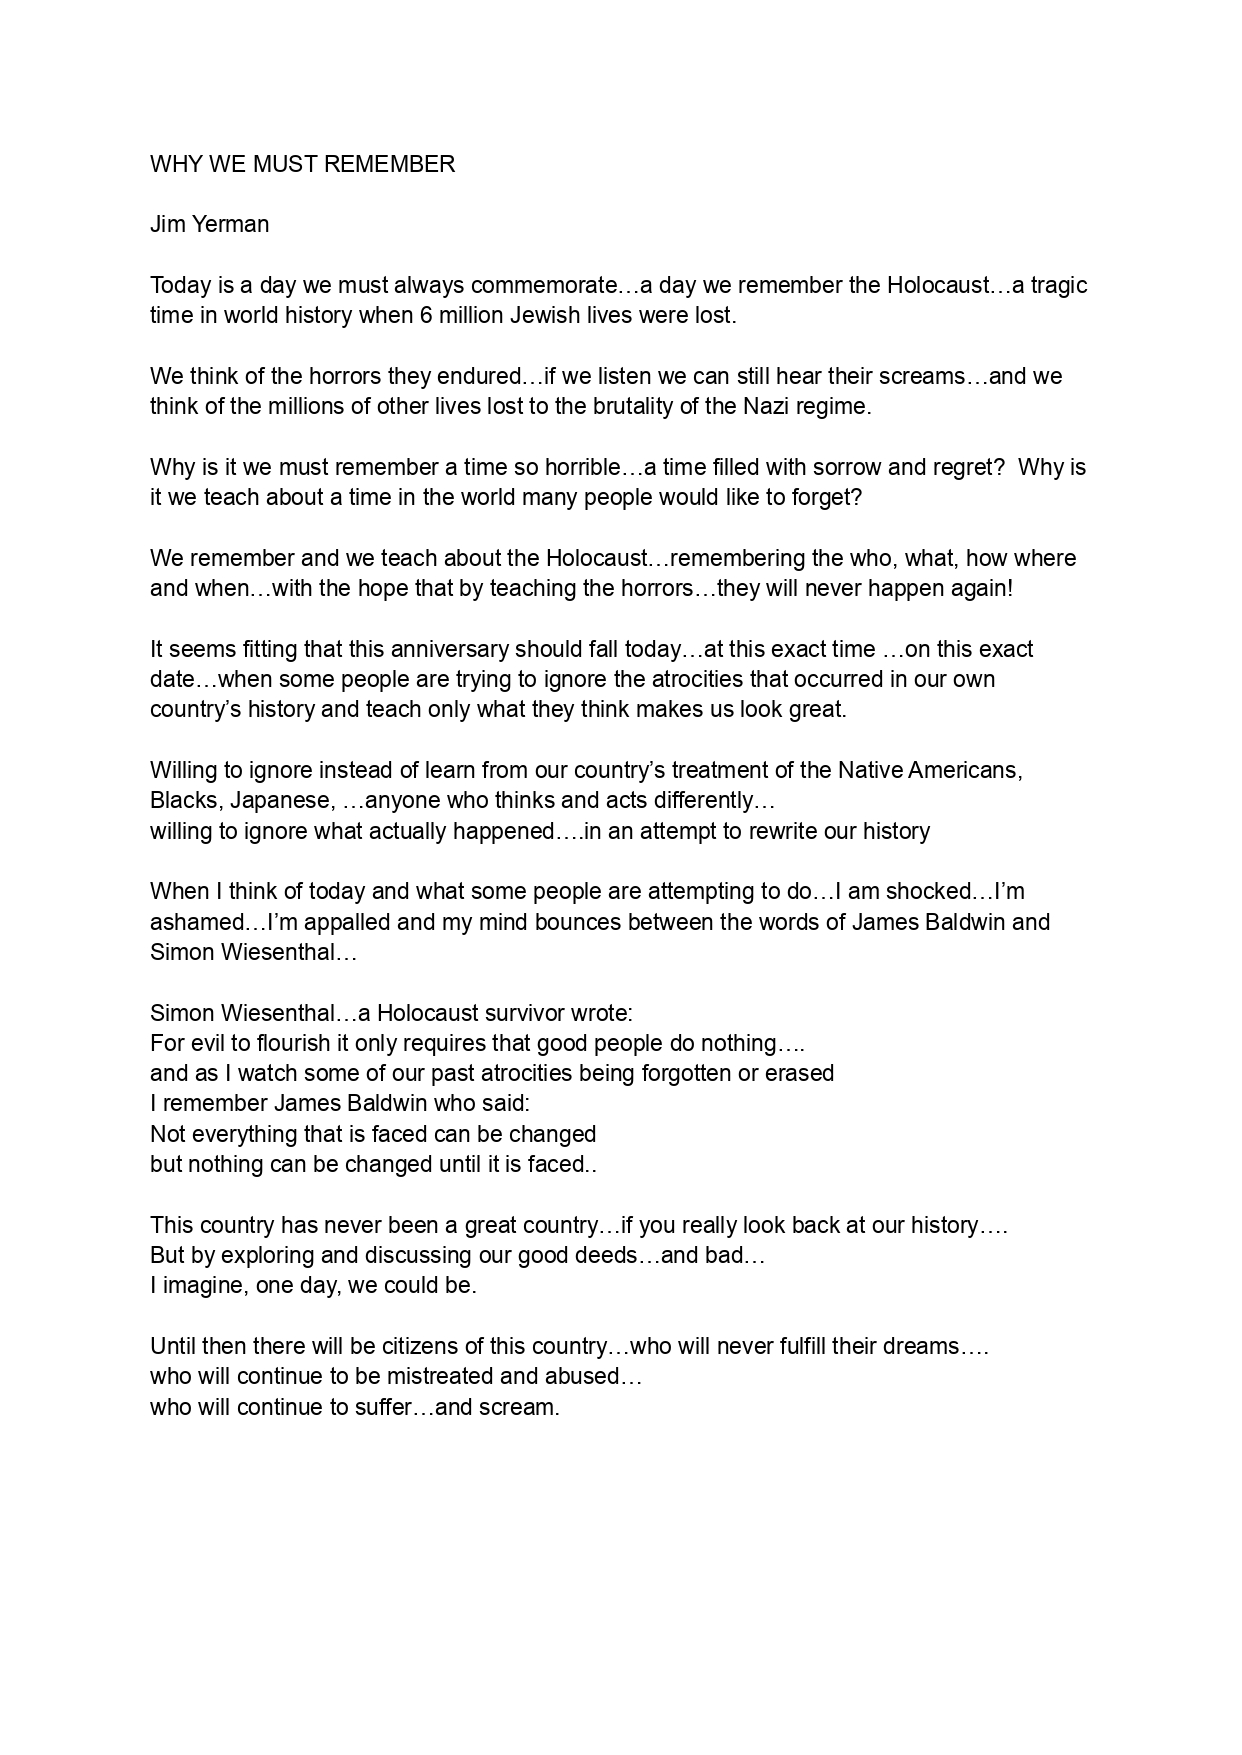 WHY WE MUST REMEMBER
Jim Yerman
Today is a day we must always commemorate…a day we remember the Holocaust…a tragic
time in world history when 6 million Jewish lives were lost.
We think of the horrors they endured…if we listen we can still hear their screams…and we
think of the millions of other lives lost to the brutality of the Nazi regime.
Why is it we must remember a time so horrible…a time filled with sorrow and regret?  Why is
it we teach about a time in the world many people would like to forget?
We remember and we teach about the Holocaust…remembering the who, what, how where
and when…with the hope that by teaching the horrors…they will never happen again!
It seems fitting that this anniversary should fall today…at this exact time …on this exact
date…when some people are trying to ignore the atrocities that occurred in our own
country’s history and teach only what they think makes us look great.
Willing to ignore instead of learn from our country’s treatment of the Native Americans,
Blacks, Japanese, …anyone who thinks and acts differently…
willing to ignore what actually happened….in an attempt to rewrite our history
When I think of today and what some people are attempting to do…I am shocked…I’m
ashamed…I’m appalled and my mind bounces between the words of James Baldwin and
Simon Wiesenthal…
Simon Wiesenthal…a Holocaust survivor wrote:
For evil to flourish it only requires that good people do nothing….
and as I watch some of our past atrocities being forgotten or erased
I remember James Baldwin who said:
Not everything that is faced can be changed
but nothing can be changed until it is faced..
This country has never been a great country…if you really look back at our history….
But by exploring and discussing our good deeds…and bad…
I imagine, one day, we could be.
Until then there will be citizens of this country…who will never fulfill their dreams….
who will continue to be mistreated and abused…
who will continue to suffer…and scream.